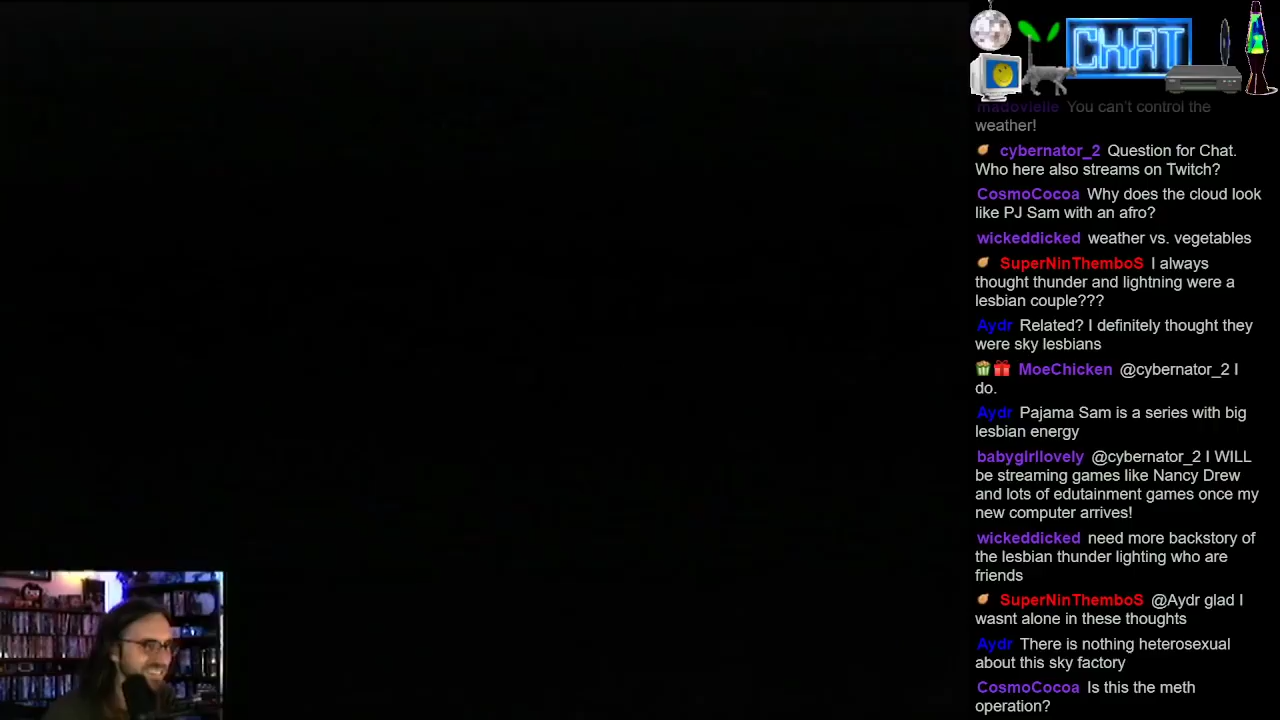 CHAT
madovielle You can't control the
weather!
cybernator_2 Question for Chat.
Who here also streams on Twitch?
CosmoCocoa Why does the cloud look
like PJ Sam with an afro?
wickeddicked weather vs. vegetables
SuperNinThemboS I always
thought thunder and lightning were a
lesbian couple???
Aydr Related? I definitely thought they
were sky lesbians
MoeChicken @cybernator_2 I
do.
Aydr Pajama Sam is a series with big
lesbian energy
babygirllovely @cybernator_2 I WILL
be streaming games like Nancy Drew
and lots of edutainment games once my
new computer arrives!
wickeddicked need more backstory of
the lesbian thunder lighting who are
friends
SuperNinThemboS @Aydr glad I
wasnt alone in these thoughts
Aydr There is nothing heterosexual
about this sky factory
CosmoCocoa Is this the meth
operation?